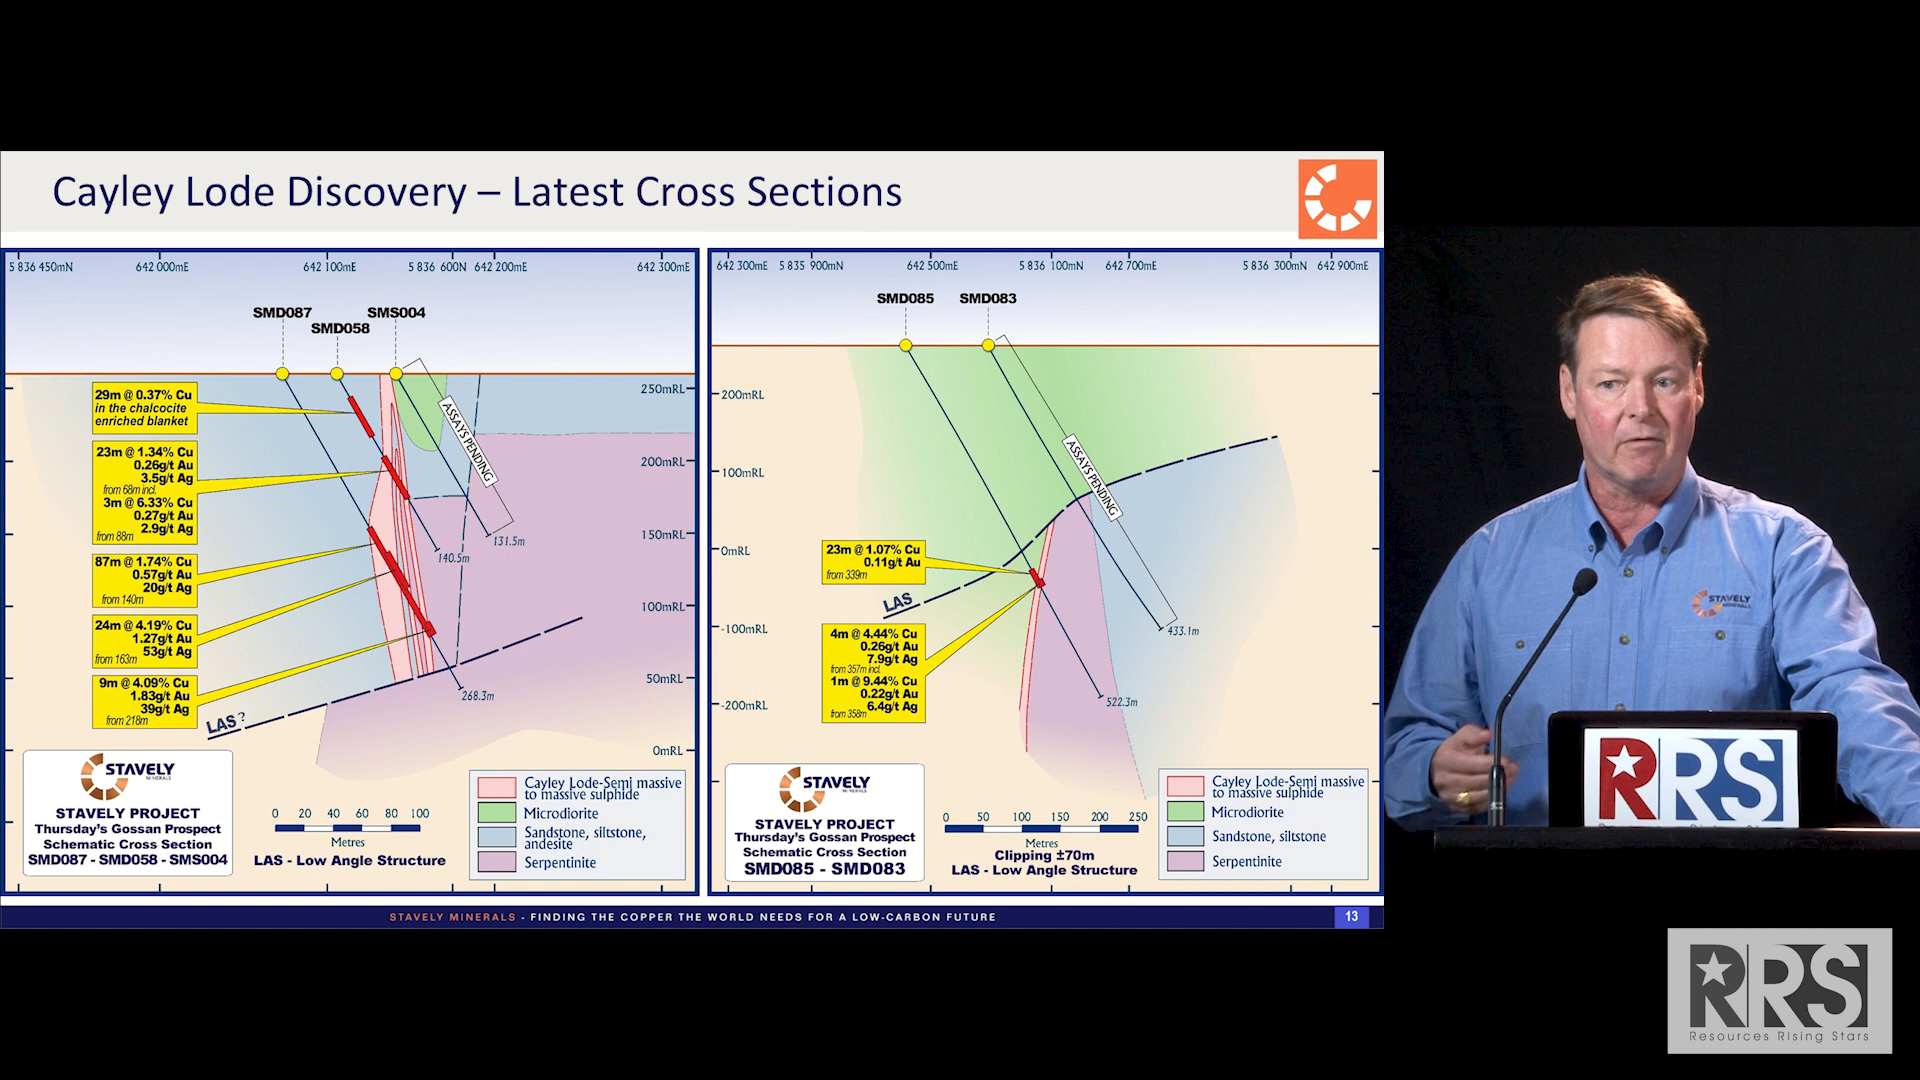 Cayley Lode Discovery – Latest Cross Sections
5 836 450mN
642 000mE
642 100mE
5 836 600N
642 200mE
642 300mE
SMD087
SMD058
SMS004
29m @ 0.37% Cu
in the chalcocite
enriched blanket
23m @ 1.34% Cu
0.26g/t Au
3.5g/t Ag
from 68m incl.
3m @ 6.33% Cu
0.27g/t Au
2.9g/t Ag
from 88m
87m @ 1.74% Cu
0.57g/t Au
20g/t Ag
from 140m
24m @ 4.19% Cu
1.27g/t Au
53g/t Ag
from 163m
9m @ 4.09% Cu
1.83g/t Au
39g/t Ag
from 218m
ASSAYS PENDING
131.5m
140.5m
268.3m
LAS ?
250mRL
200mRL
150mRL
100mRL
50mRL
0mRL
STAVELY
MINERALS
STAVELY PROJECT
Thursday's Gossan Prospect
Schematic Cross Section
SMD087 - SMD058 - SMS004
0 20 40 60 80 100
Metres
LAS - Low Angle Structure
Cayley Lode-Semi massive
to massive sulphide
Microdiorite
Sandstone, siltstone,
andesite
Serpentinite
642 300mE
5 835 900mN
642 500mE
5 836 100mN
642 700mE
5 836 300mN
642 900mE
SMD085
SMD083
200mRL
100mRL
0mRL
-100mRL
-200mRL
ASSAYS PENDING
23m @ 1.07% Cu
0.11g/t Au
from 339m
LAS
4m @ 4.44% Cu
0.26g/t Au
7.9g/t Ag
from 357m incl.
1m @ 9.44% Cu
0.22g/t Au
6.4g/t Ag
from 358m
433.1m
522.3m
STAVELY
MINERALS
STAVELY PROJECT
Thursday's Gossan Prospect
Schematic Cross Section
SMD085 - SMD083
0 50 100 150 200 250
Metres
Clipping ±70m
LAS - Low Angle Structure
Cayley Lode-Semi massive
to massive sulphide
Microdiorite
Sandstone, siltstone
Serpentinite
STAVELY MINERALS - FINDING THE COPPER THE WORLD NEEDS FOR A LOW-CARBON FUTURE
13
STAVELY
MINERALS
RRS
RRS
Resources Rising Stars